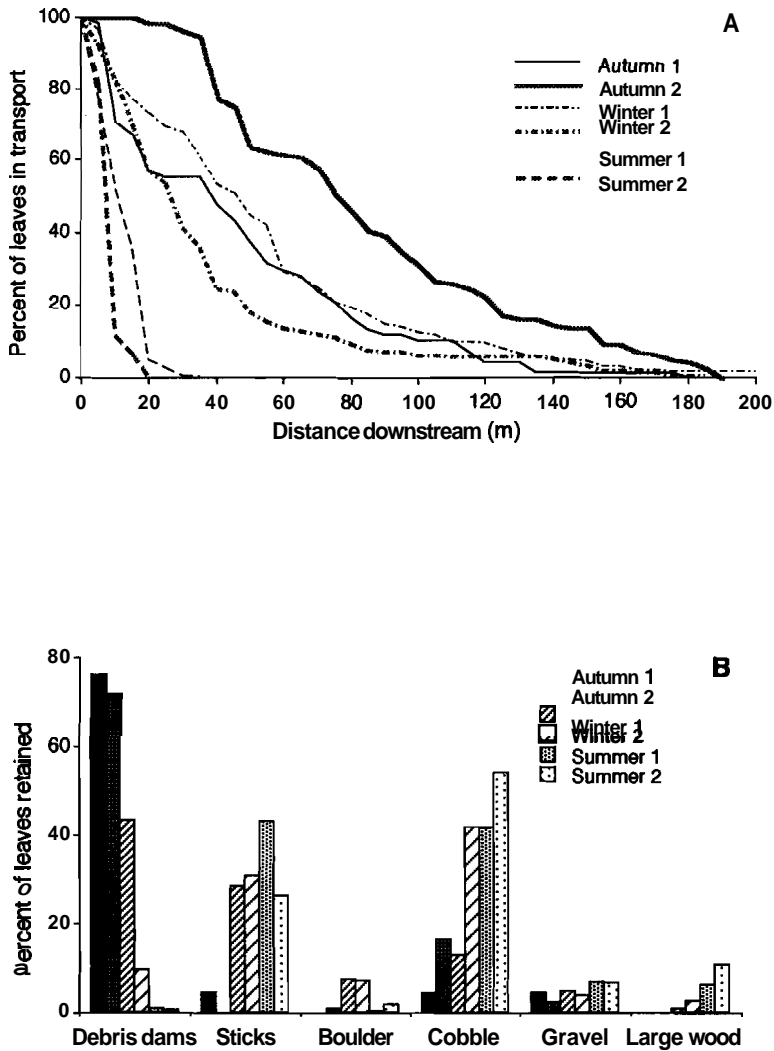 A
100
80
60
40
20
0
Percent of leaves in transport
Autumn 1
Autumn 2
Winter 1
Winter 2
Summer 1
Summer 2
0 20 40 60 80 100 120 140 160 180 200
Distance downstream (m)
B
80
60
40
20
0
percent of leaves retained
Autumn 1
Autumn 2
Winter 1
Winter 2
Summer 1
Summer 2
Debris dams Sticks Boulder Cobble Gravel Large wood